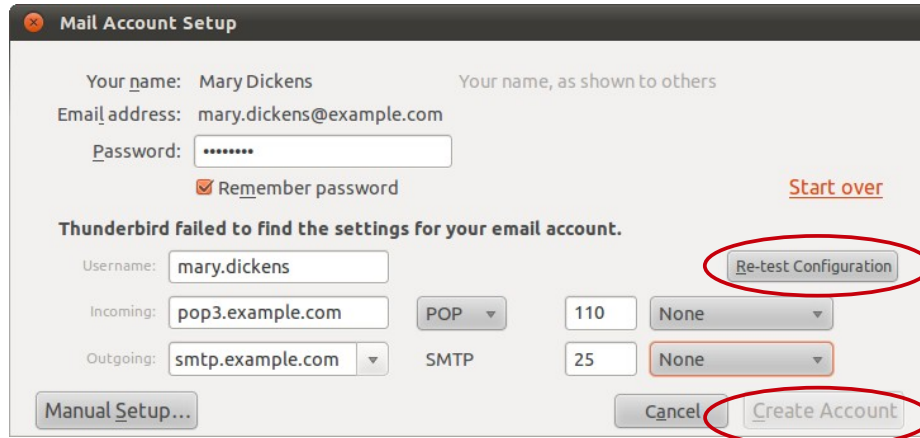 Mail Account Setup
Your name: Mary Dickens Your name, as shown to others
Email address: mary.dickens@example.com
Password: ••••••••
Remember password Start over
Thunderbird failed to find the settings for your email account.
Username: mary.dickens Re-test Configuration
Incoming: pop3.example.com POP 110 None
Outgoing: smtp.example.com SMTP 25 None
Manual Setup... Cancel Create Account